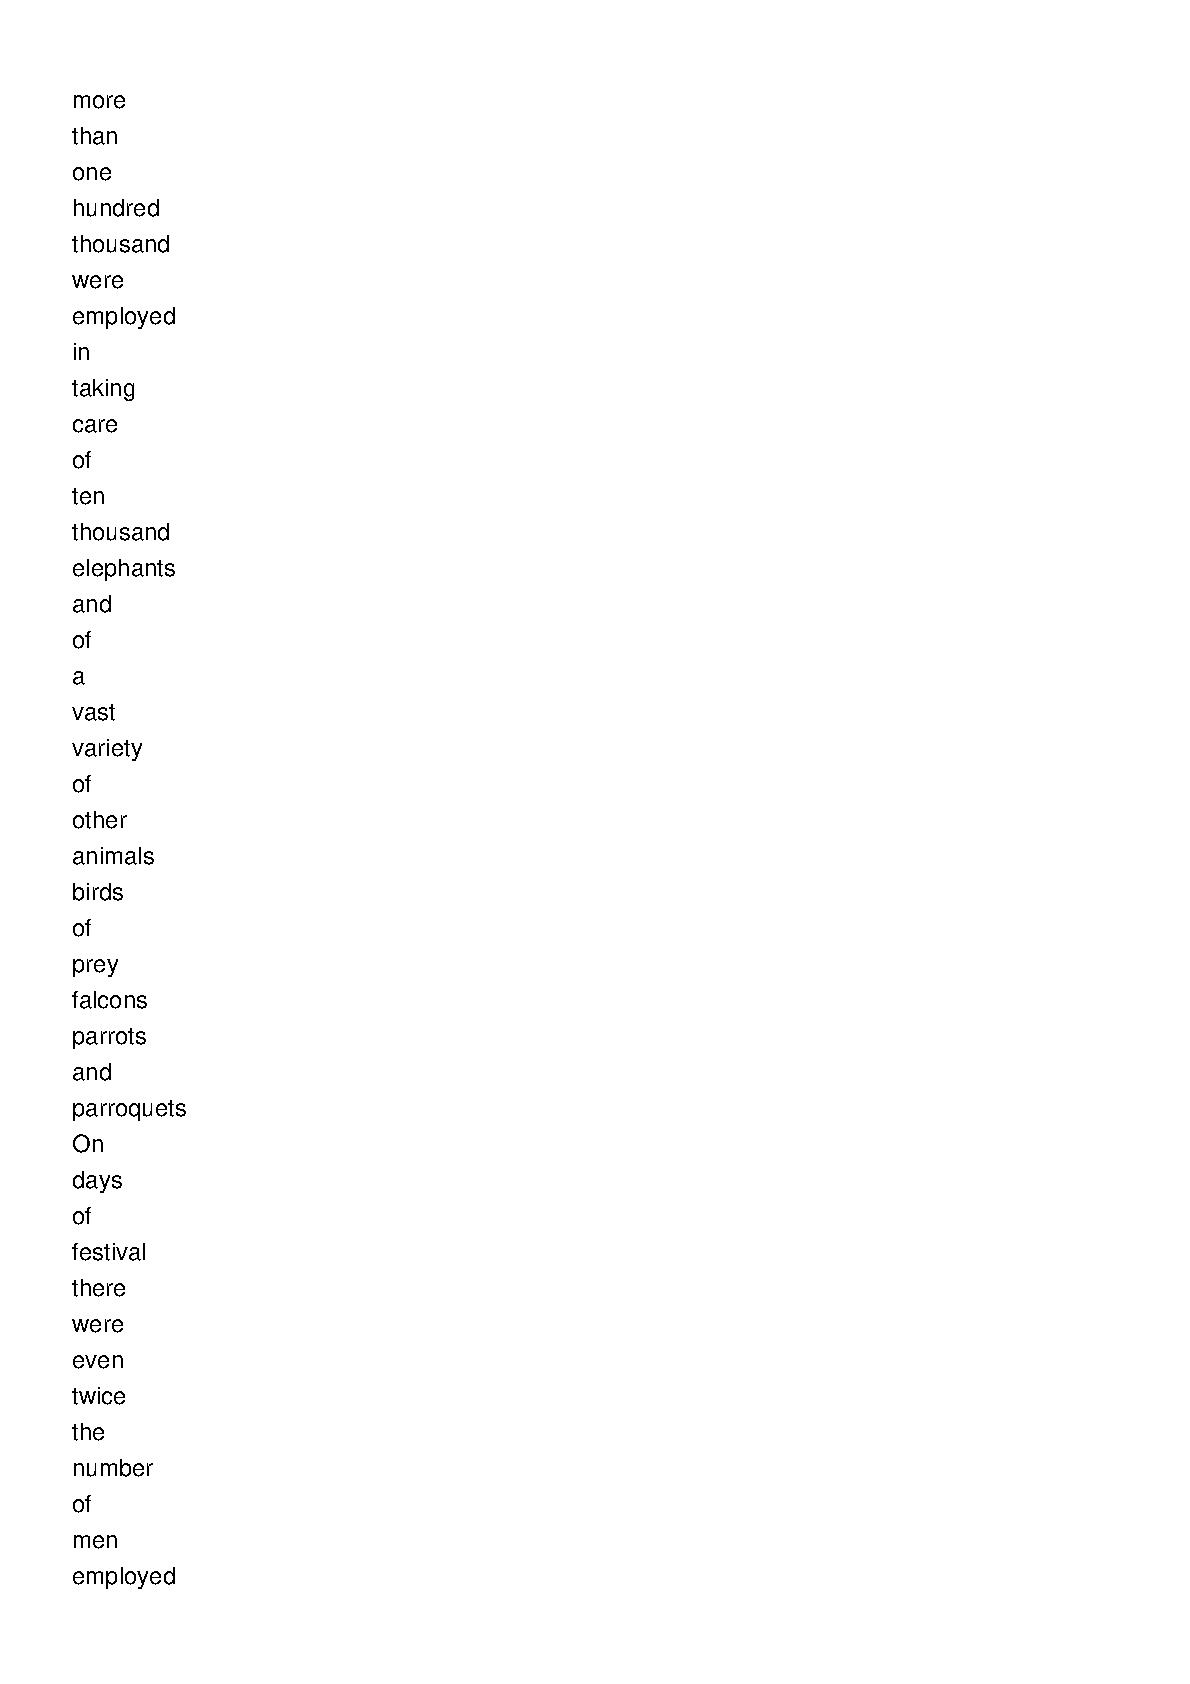 more
than
one
hundred
thousand
were
employed
in
taking
care
of
ten
thousand
elephants
and
of
a
vast
variety
of
other
animals
birds
of
prey
falcons
parrots
and
parroquets
On
days
of
festival
there
were
even
twice
the
number
of
men
employed